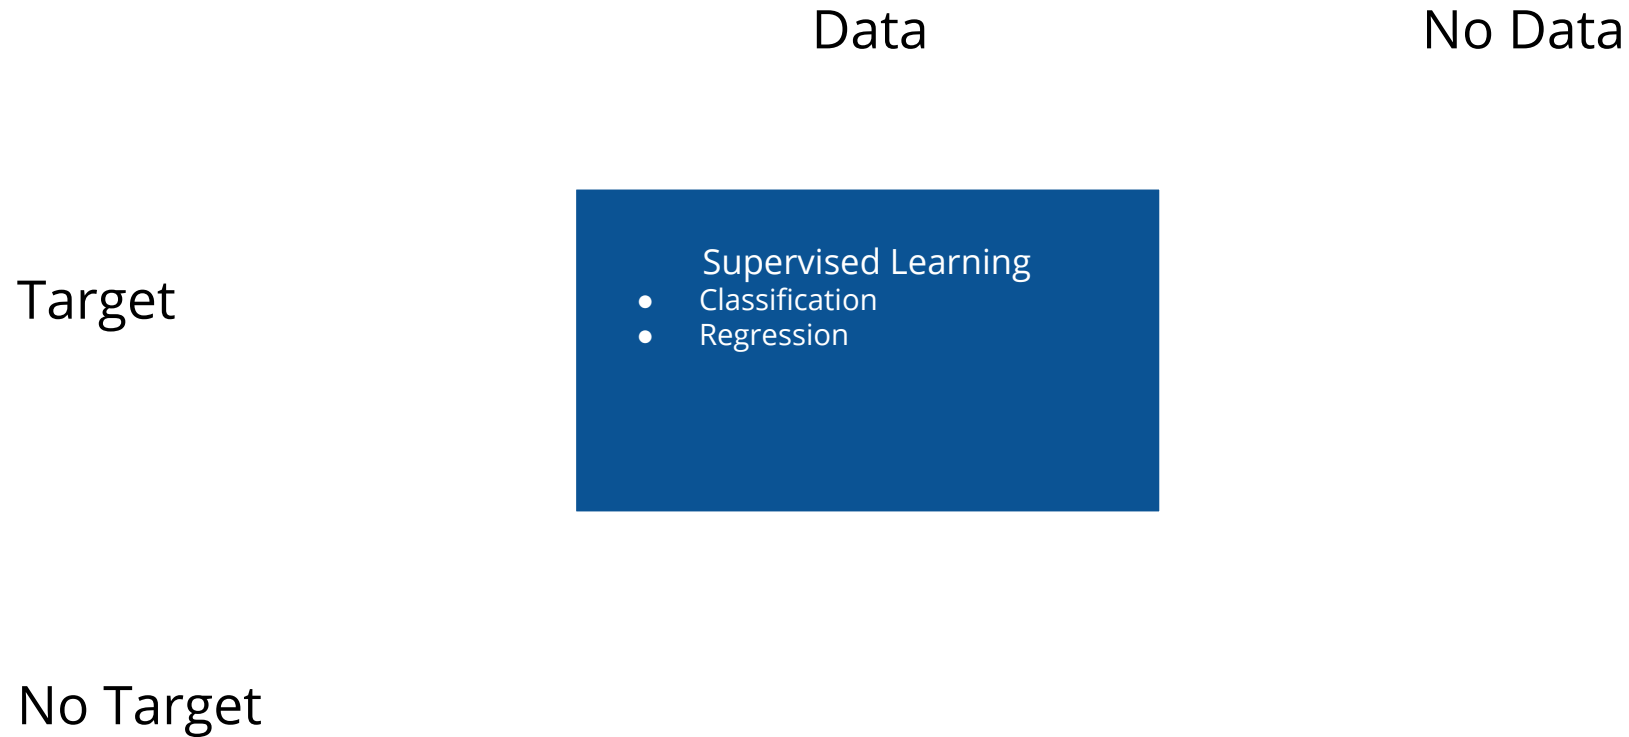 Data No Data
Supervised Learning
● Classification
Target
● Regression
No Target